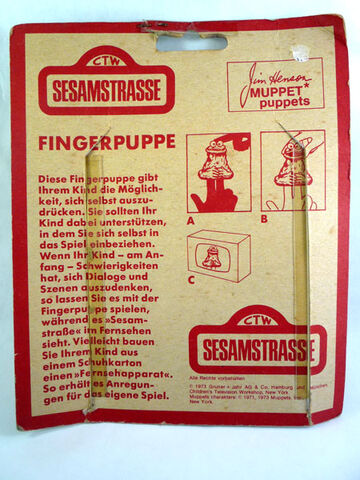 CTW
SESAMSTRASSE
Jim Henson
MUPPET*
puppets
FINGERPUPPE
Diese Fingerpuppe gibt
Ihrem Kind die Möglich-
keit, sich selbst auszu-
drücken. Sie sollten Ihr
Kind dabei unterstützen,
in dem Sie sich selbst in
das Spiel einbeziehen.
Wenn Ihr Kind – am An-
fang – Schwierigkeiten
hat, sich Dialoge und
Szenen auszudenken,
so lassen Sie es mit der
Fingerpuppe spielen,
während es »Sesam-
straße« im Fernsehen
sieht. Vielleicht bauen
Sie Ihrem Kind aus
einem Schuhkarton
einen »Fernsehapparat«.
So erhält es Anregun-
gen für das eigene Spiel.
A
B
C
CTW
SESAMSTRASSE
Alle Rechte vorbehalten
© 1973 Gruner + Jahr AG & Co, Hamburg und München
Children's Television Workshop, New York.
Muppets charaktere: © 1971, 1973 Muppets, Inc.
New York.